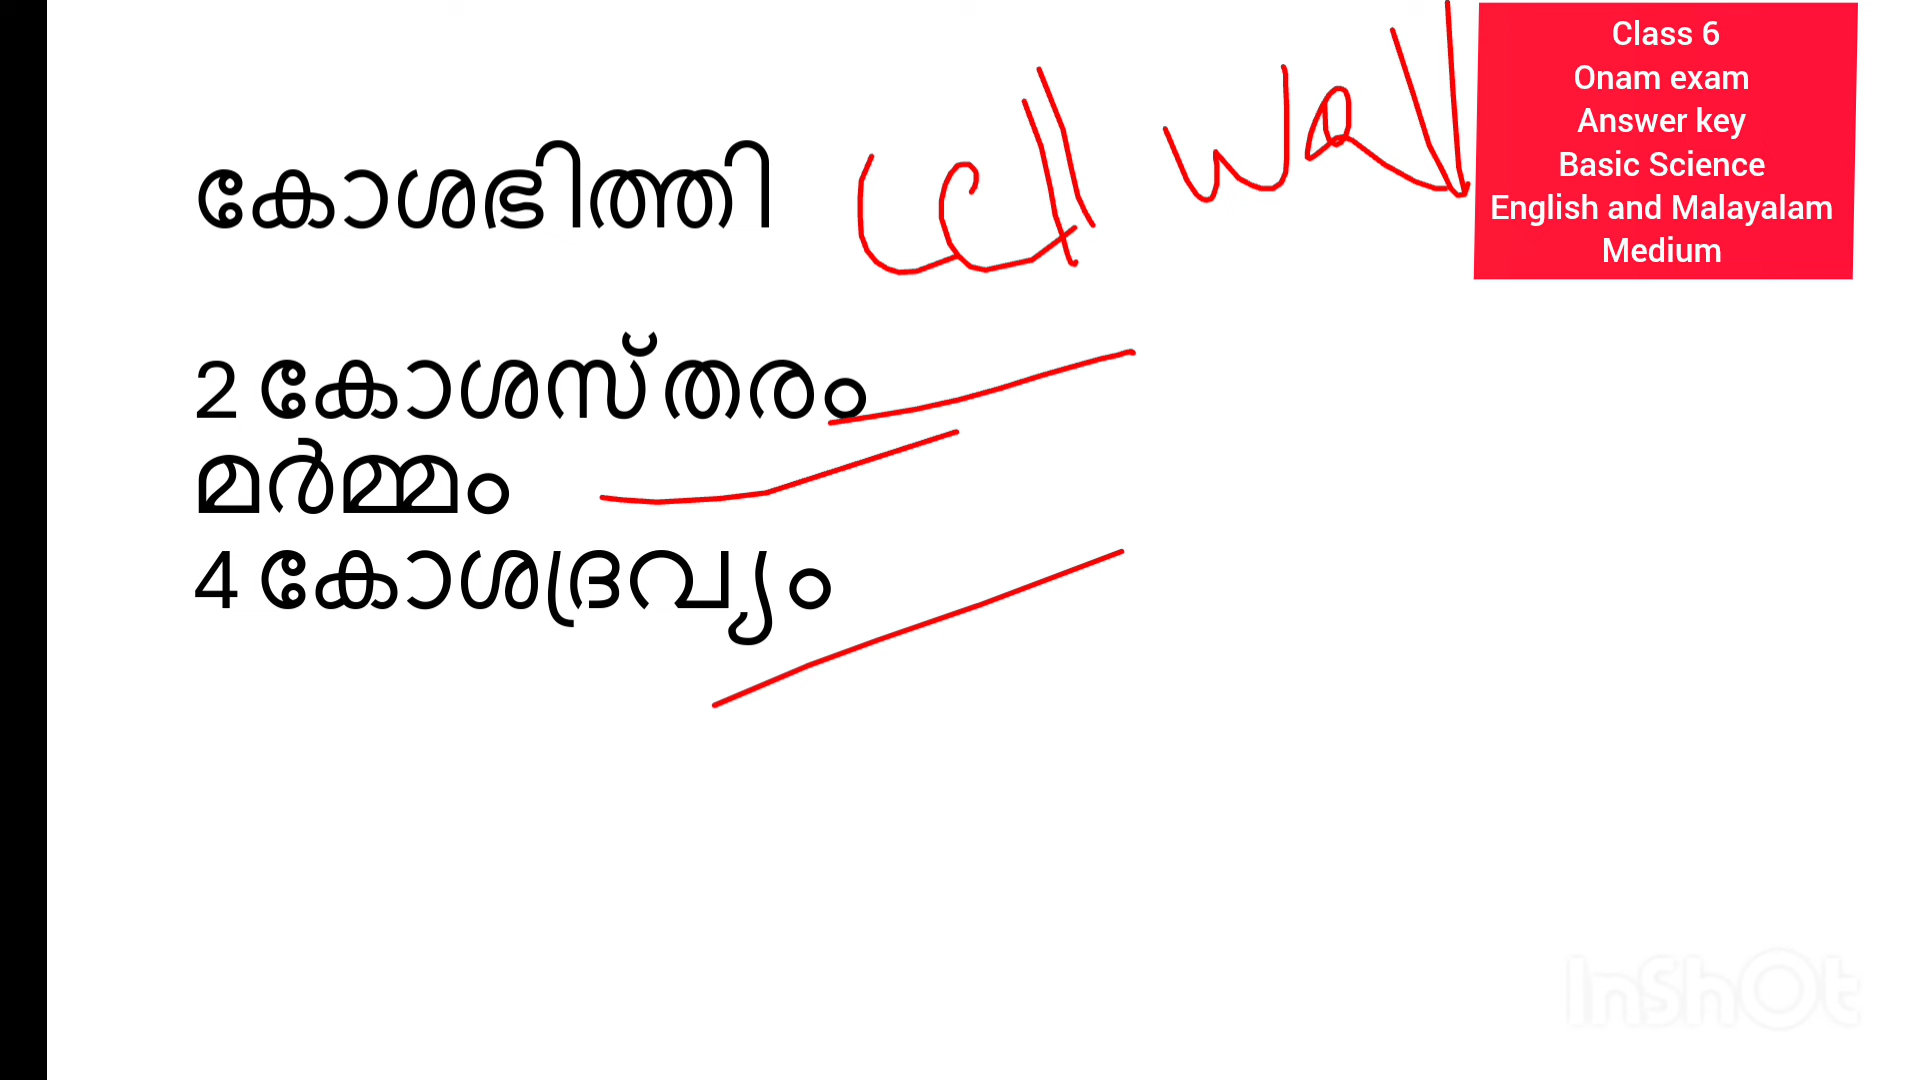 കോശഭിത്തി cell wall
2 കോശസ്തരം
മർമ്മം
4 കോശദ്രവ്യം
Class 6
Onam exam
Answer key
Basic Science
English and Malayalam
Medium
InShOt